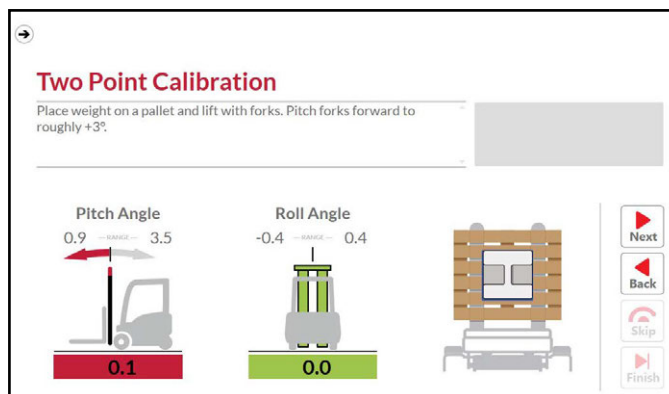 Two Point Calibration
Place weight on a pallet and lift with forks. Pitch forks forward to
roughly +3°.
Pitch Angle
0.9 — RANGE — 3.5
0.1
Roll Angle
-0.4 — RANGE — 0.4
0.0
Next
Back
Skip
Finish